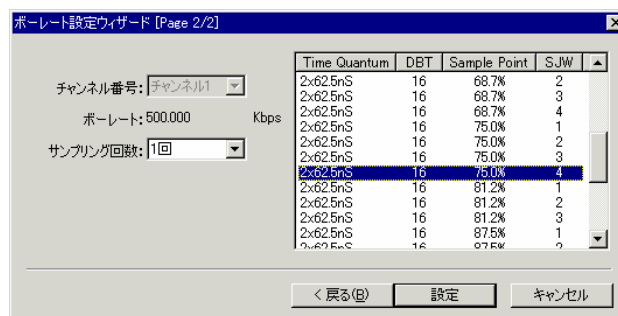 ボーレート設定ウィザード [Page 2/2]
チャンネル番号: チャンネル1
ボーレート: 500.000 Kbps
サンプリング回数: 1回
Time Quantum DBT Sample Point SJW
2x62.5nS 16 68.7% 2
2x62.5nS 16 68.7% 3
2x62.5nS 16 68.7% 4
2x62.5nS 16 75.0% 1
2x62.5nS 16 75.0% 2
2x62.5nS 16 75.0% 3
2x62.5nS 16 75.0% 4
2x62.5nS 16 81.2% 1
2x62.5nS 16 81.2% 2
2x62.5nS 16 81.2% 3
2x62.5nS 16 87.5% 1
2x62.5nS 16 87.5% 2
< 戻る(B) 設定 キャンセル